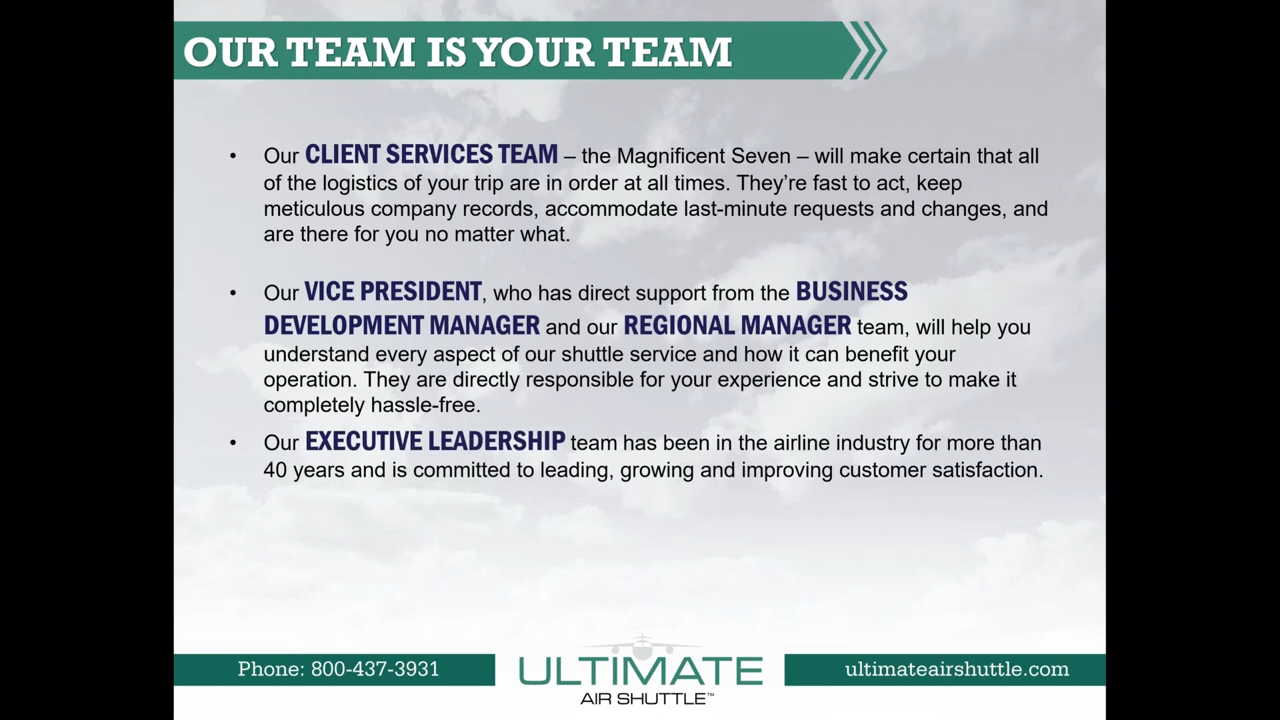 OUR TEAM IS YOUR TEAM
• Our CLIENT SERVICES TEAM – the Magnificent Seven – will make certain that all
of the logistics of your trip are in order at all times. They’re fast to act, keep
meticulous company records, accommodate last-minute requests and changes, and
are there for you no matter what.
• Our VICE PRESIDENT, who has direct support from the BUSINESS
DEVELOPMENT MANAGER and our REGIONAL MANAGER team, will help you
understand every aspect of our shuttle service and how it can benefit your
operation. They are directly responsible for your experience and strive to make it
completely hassle-free.
• Our EXECUTIVE LEADERSHIP team has been in the airline industry for more than
40 years and is committed to leading, growing and improving customer satisfaction.
Phone: 800-437-3931
ULTIMATE
AIR SHUTTLE™
ultimateairshuttle.com